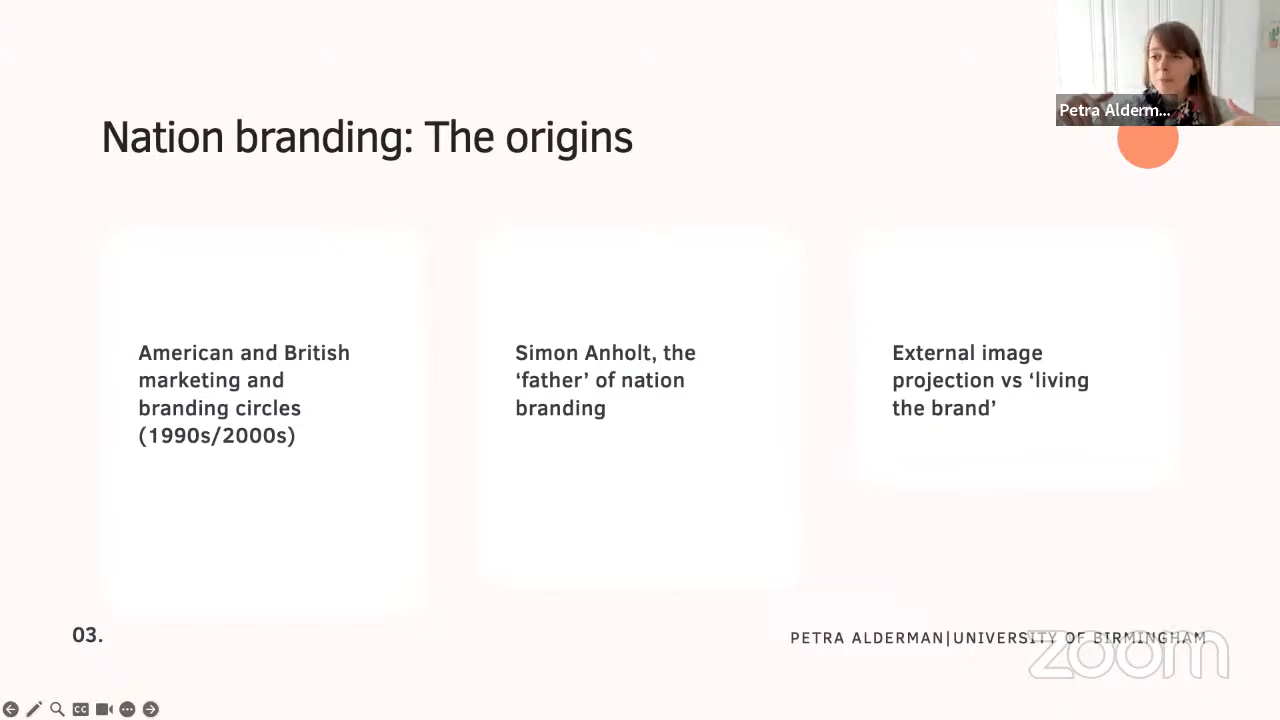 Petra Alderm...
Nation branding: The origins
American and British
marketing and
branding circles
(1990s/2000s)
Simon Anholt, the
‘father’ of nation
branding
External image
projection vs ‘living
the brand’
03.
PETRA ALDERMAN|UNIVERSITY OF BIRMINGHAM
zoom
CC